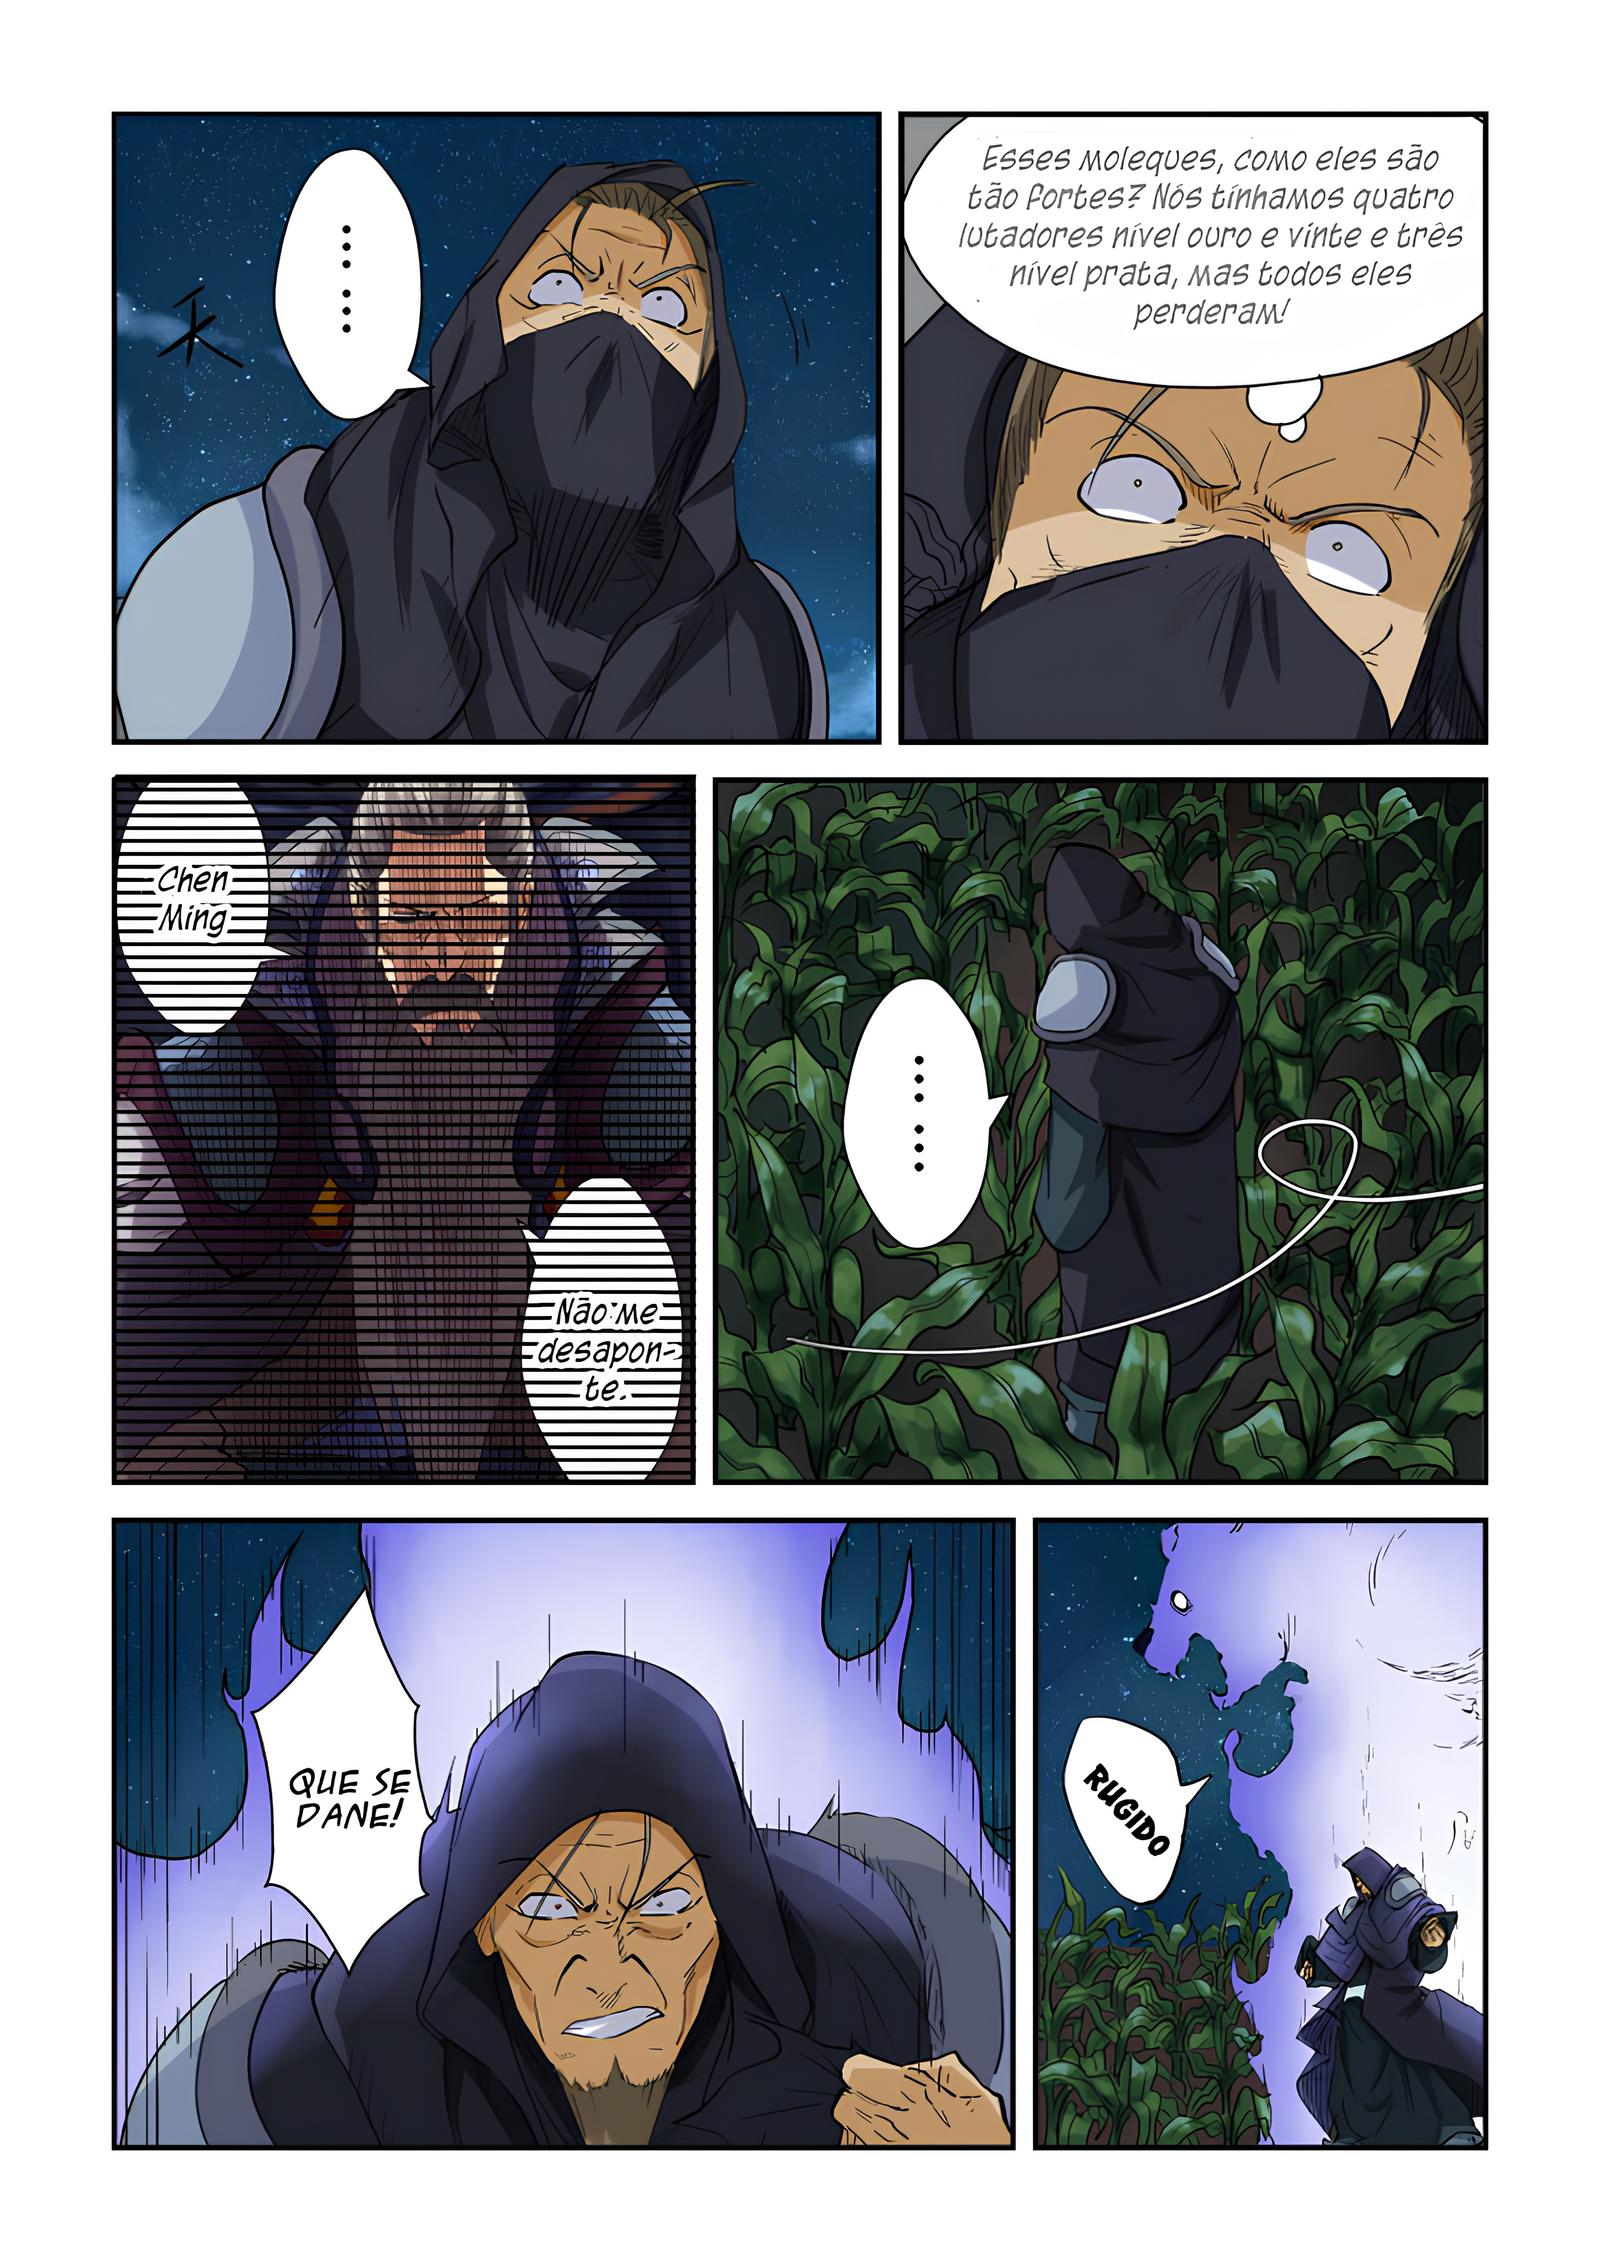 ......
Esses moleques, como eles são
tão fortes? Nós tínhamos quatro
lutadores nível ouro e vinte e três
nível prata, mas todos eles
perderam!
Chen
Ming
Não me
desapon-
te.
......
QUE SE
DANE!
RUGIDO